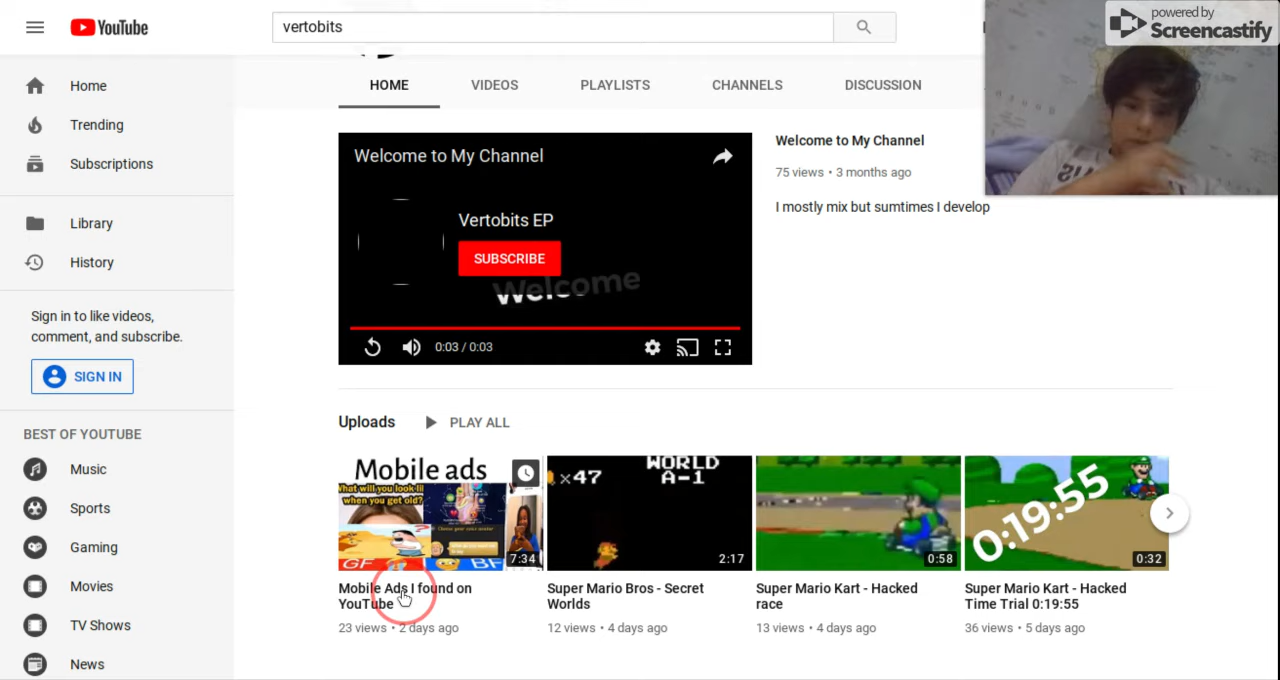 YouTube
vertobits
powered by
Screencastify
Home
Trending
Subscriptions
Library
History
Sign in to like videos,
comment, and subscribe.
SIGN IN
BEST OF YOUTUBE
Music
Sports
Gaming
Movies
TV Shows
News
HOME VIDEOS PLAYLISTS CHANNELS DISCUSSION
Welcome to My Channel
Vertobits EP
SUBSCRIBE
Welcome
0:03 / 0:03
Welcome to My Channel
75 views • 3 months ago
I mostly mix but sumtimes I develop
Uploads PLAY ALL
Mobile ads
What will you look
when you get old?
GF BF
7:34
Mobile Ads I found on
YouTube
23 views • 2 days ago
×47 WORLD
A-1
2:17
Super Mario Bros - Secret
Worlds
12 views • 4 days ago
0:58
Super Mario Kart - Hacked
race
13 views • 4 days ago
0:19:55
0:32
Super Mario Kart - Hacked
Time Trial 0:19:55
36 views • 5 days ago